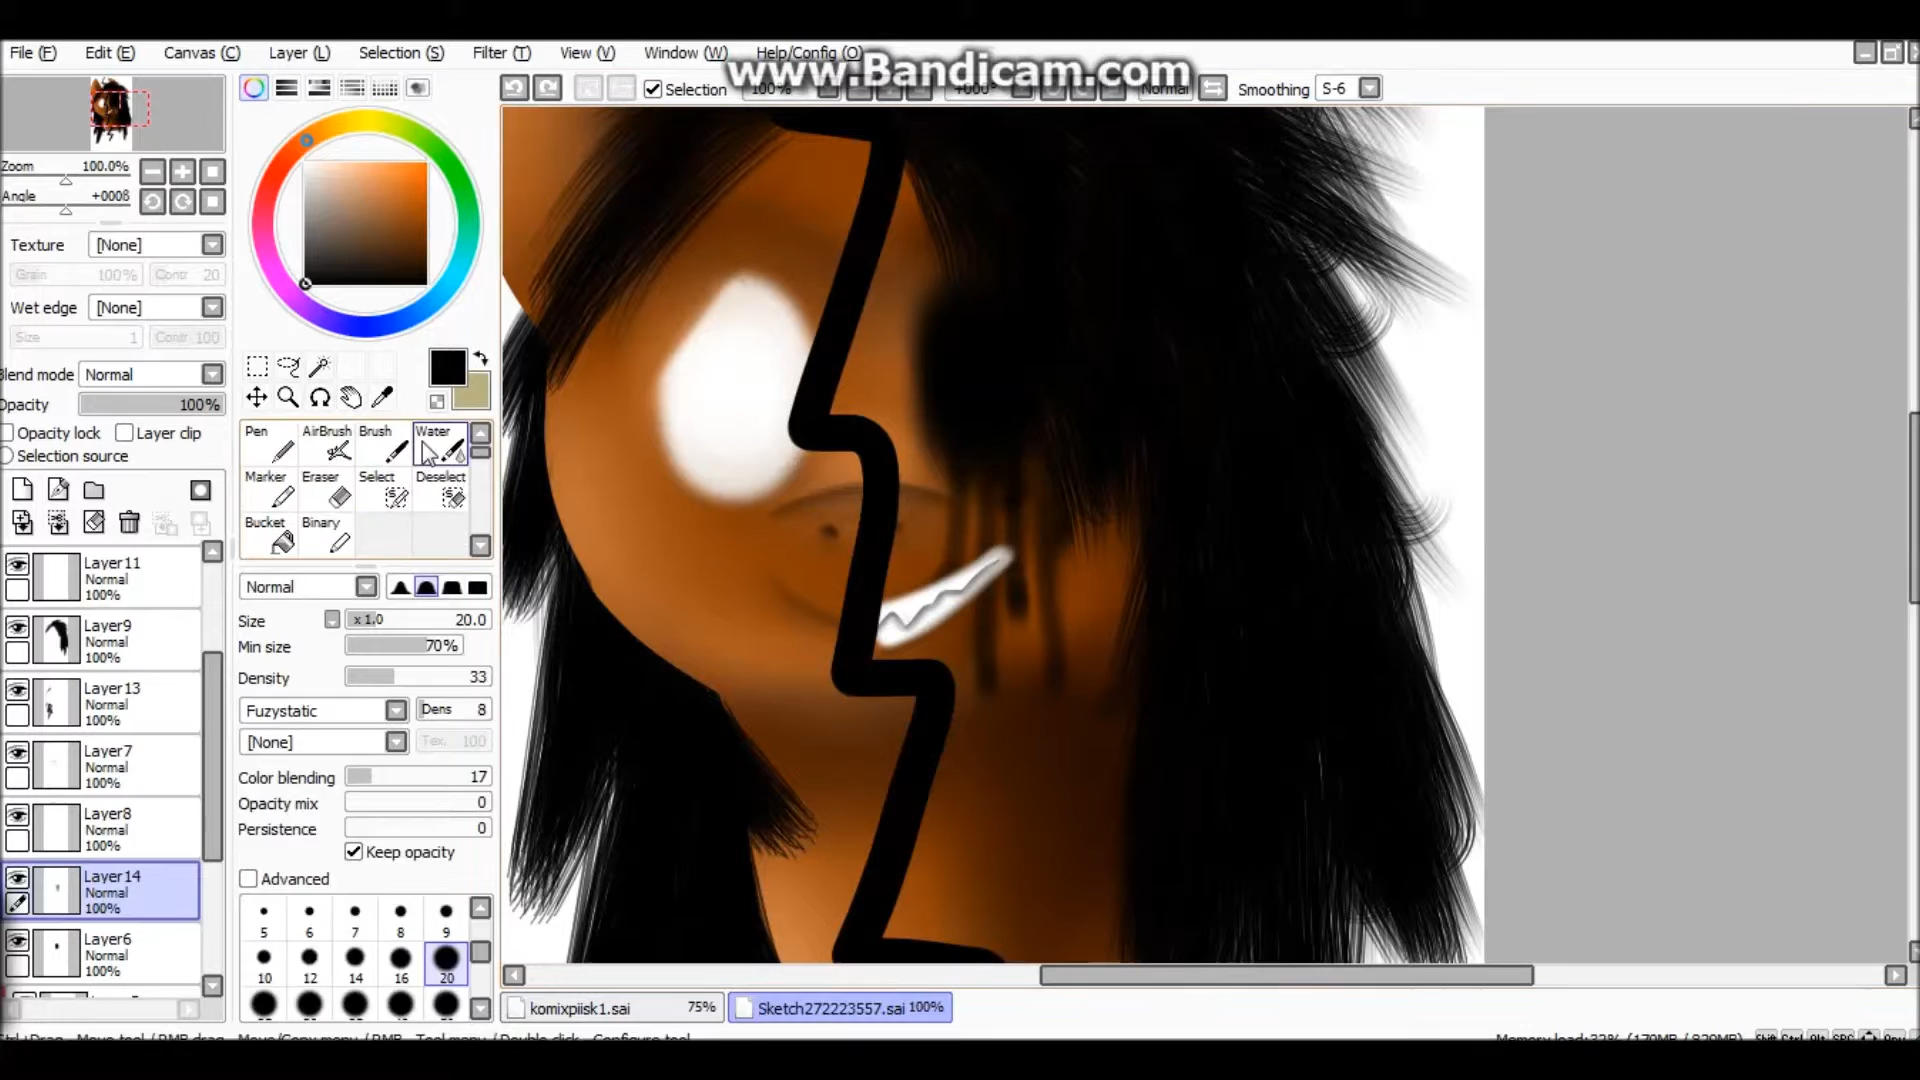 File (F) Edit (E) Canvas (C) Layer (L) Selection (S) Filter (T) View (V) Window (W) Help/Config (O)
www.Bandicam.com
Selection 100% +000° Normal Smoothing S-6
Zoom 100.0%
Angle +000ß
Texture [None]
Grain 100% Contr 20
Wet edge [None]
Size 1 Contr 100
Blend mode Normal
Opacity 100%
Opacity lock Layer clip
Selection source
Pen AirBrush Brush Water
Marker Eraser Select Deselect
Bucket Binary
Normal
Size x 1.0 20.0
Min size 70%
Density 33
Fuzystatic Dens 8
[None] Tex. 100
Color blending 17
Opacity mix 0
Persistence 0
Keep opacity
Advanced
5 6 7 8 9
10 12 14 16 20
Layer11
Normal
100%
Layer9
Normal
100%
Layer13
Normal
100%
Layer7
Normal
100%
Layer8
Normal
100%
Layer14
Normal
100%
Layer6
Normal
100%
komixpiisk1.sai 75% Sketch272223557.sai 100%